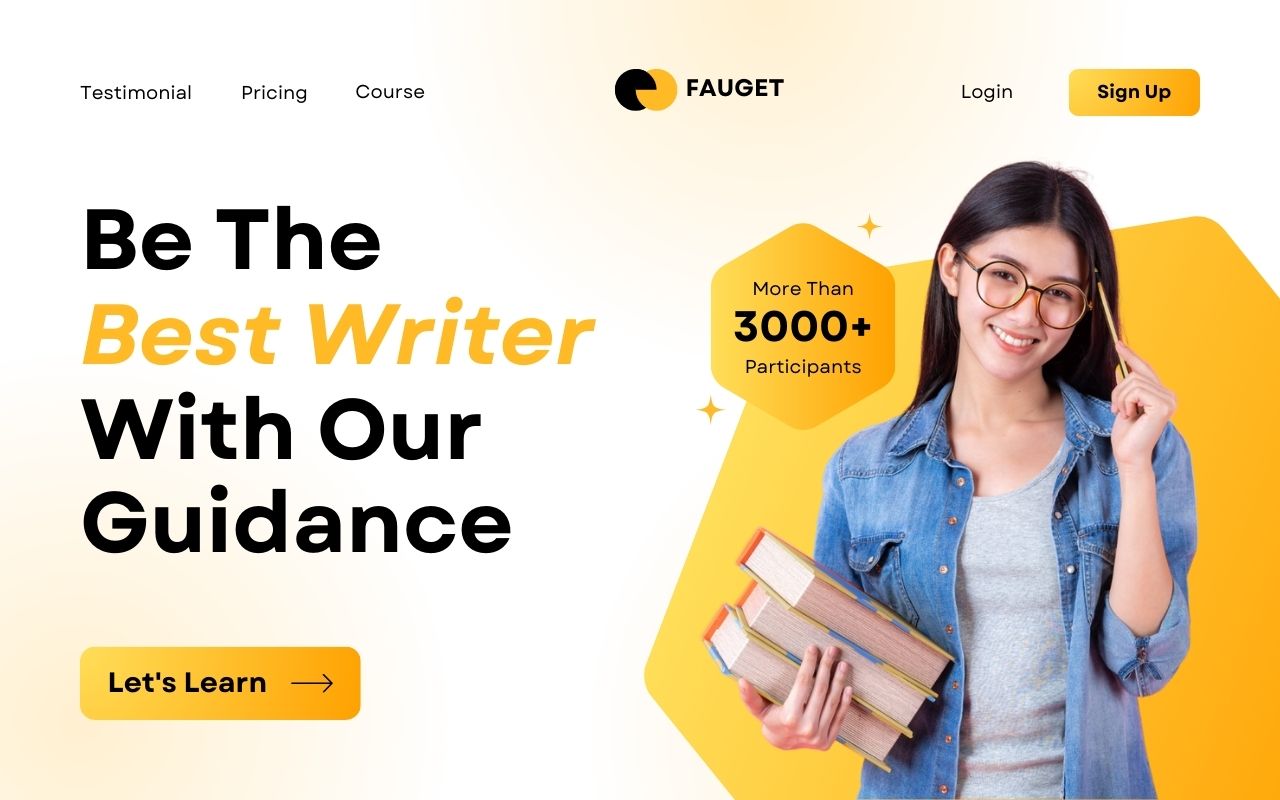 Testimonial
Pricing
Course
FAUGET
Login
Sign Up
Be The
Best Writer
With Our
Guidance
More Than
3000+
Participants
Let's Learn